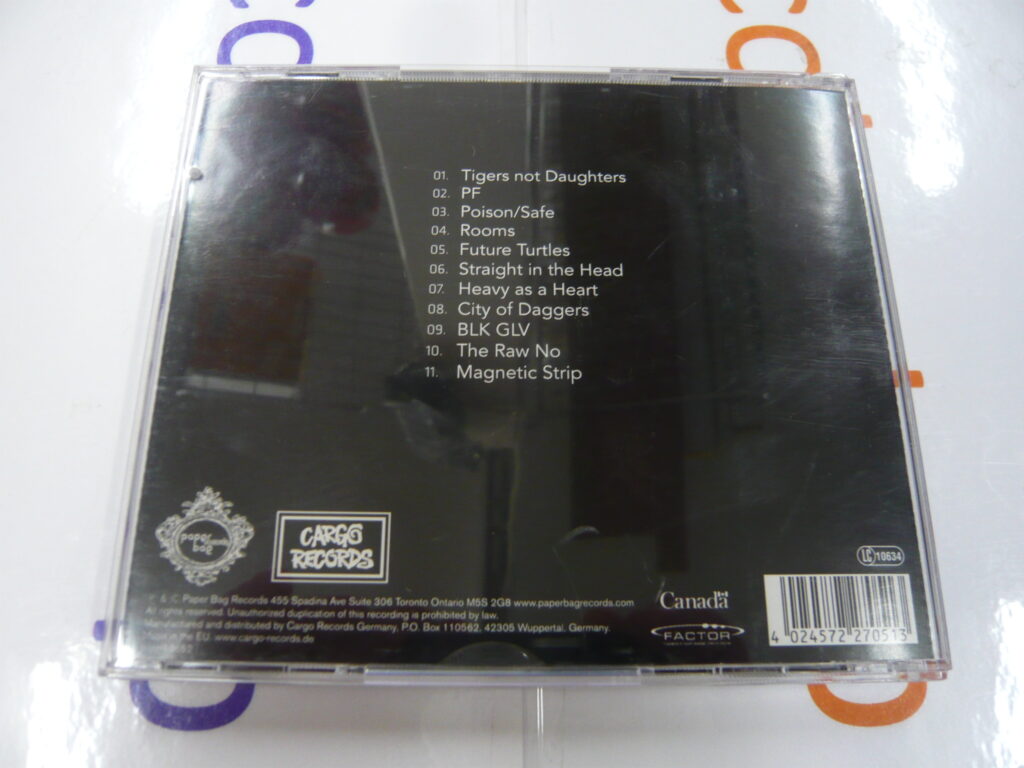 01. Tigers not Daughters
02. PF
03. Poison/Safe
04. Rooms
05. Future Turtles
06. Straight in the Head
07. Heavy as a Heart
08. City of Daggers
09. BLK GLV
10. The Raw No
11. Magnetic Strip
paper
bag
CARGO
RECORDS
LC 10634
P. & C. Paper Bag Records 455 Spadina Ave Suite 306 Toronto Ontario M5S 2G8 www.paperbagrecords.com
All rights reserved. Unauthorized duplication of this recording is prohibited by law.
Manufactured and distributed by Cargo Records Germany, P.O. Box 110562, 42305 Wuppertal, Germany.
Made in the EU. www.cargo-records.de
Canada
FACTOR
4 024572 270513